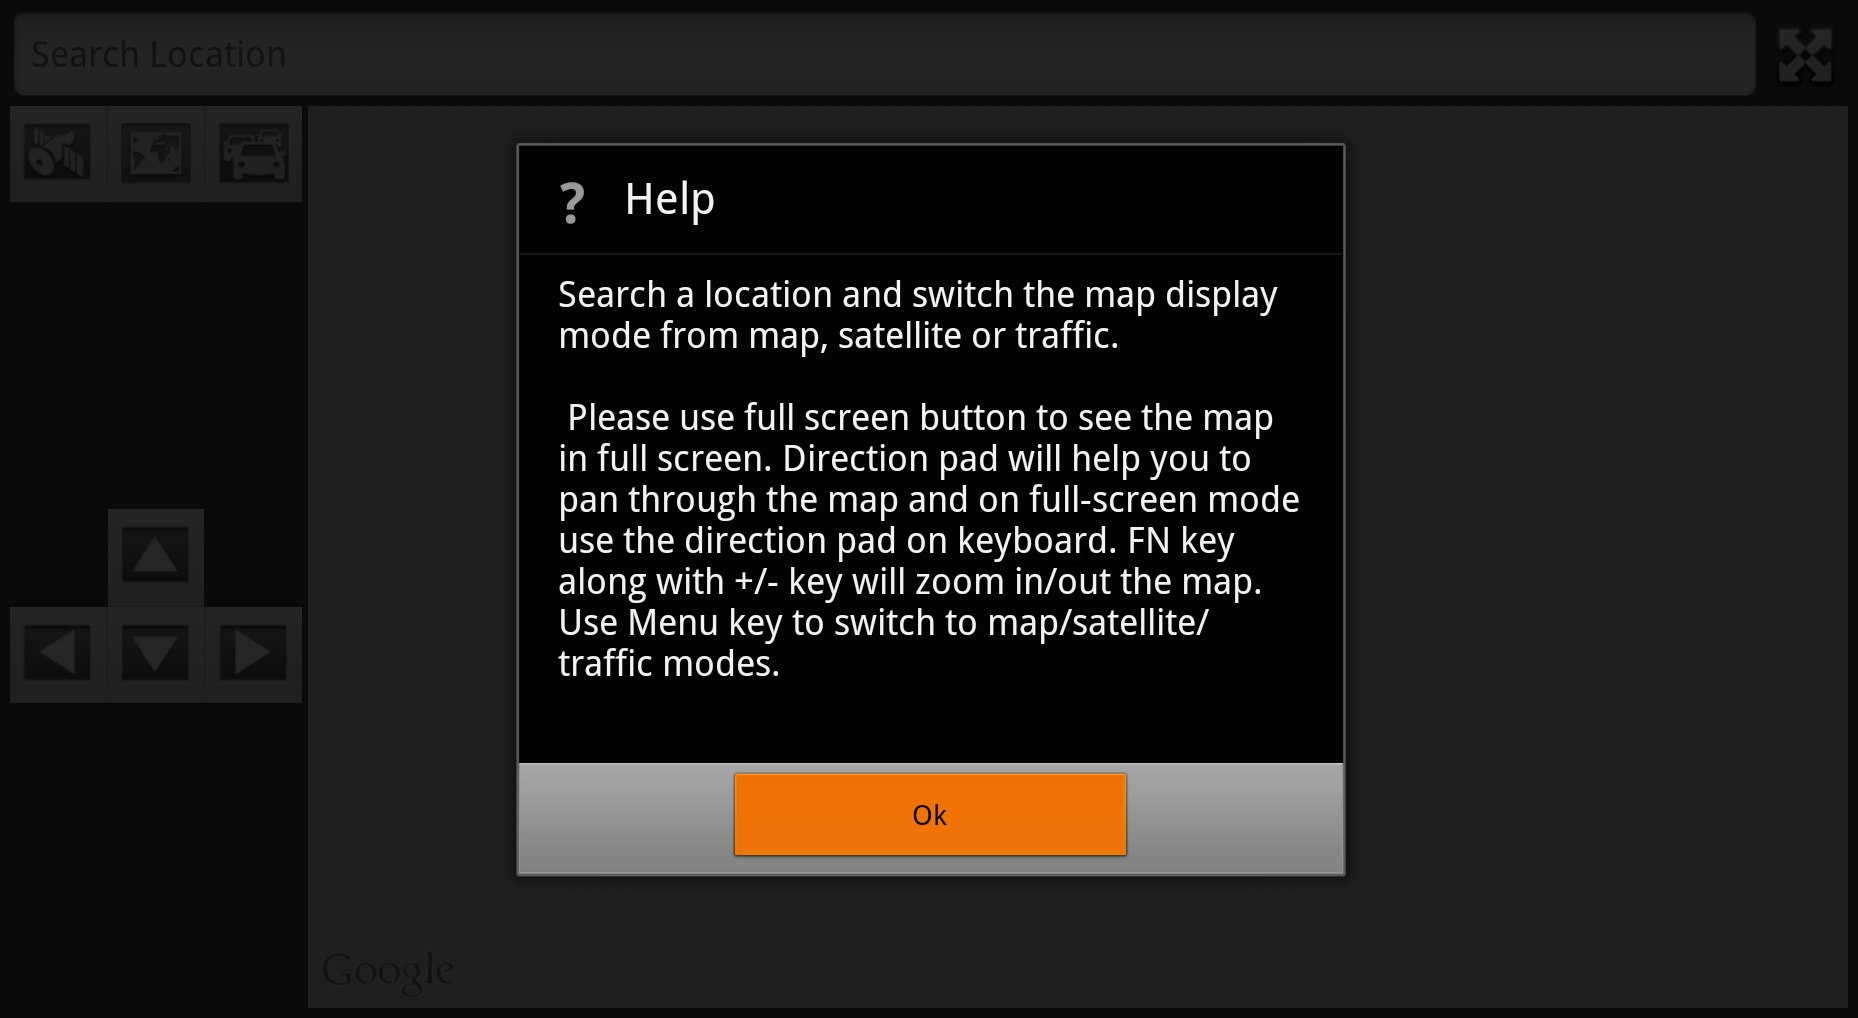 Search Location
? Help
Search a location and switch the map display
mode from map, satellite or traffic.
Please use full screen button to see the map
in full screen. Direction pad will help you to
pan through the map and on full-screen mode
use the direction pad on keyboard. FN key
along with +/- key will zoom in/out the map.
Use Menu key to switch to map/satellite/
traffic modes.
Ok
Google